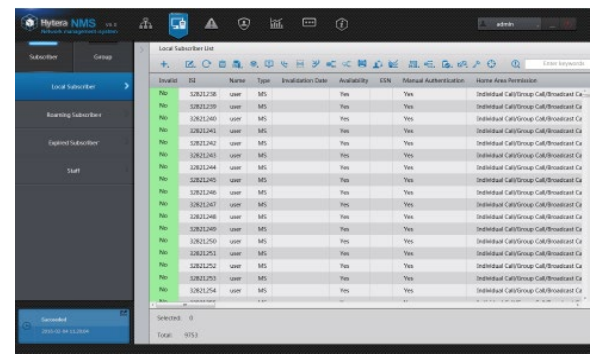 Hytera NMS
Network management system
admin
Subscriber Group
Local Subscriber
Roaming Subscriber
Expired Subscriber
Staff
Local Subscriber List
Enter keywords
Invalid ISI Name Type Invalidation Date Availability ESN Manual Authentication Home Area Permission
No 32821238 user MS Yes Yes Individual Call/Group Call/Broadcast Ca
No 32821239 user MS Yes Yes Individual Call/Group Call/Broadcast Ca
No 32821240 user MS Yes Yes Individual Call/Group Call/Broadcast Ca
No 32821241 user MS Yes Yes Individual Call/Group Call/Broadcast Ca
No 32821242 user MS Yes Yes Individual Call/Group Call/Broadcast Ca
No 32821243 user MS Yes Yes Individual Call/Group Call/Broadcast Ca
No 32821244 user MS Yes Yes Individual Call/Group Call/Broadcast Ca
No 32821245 user MS Yes Yes Individual Call/Group Call/Broadcast Ca
No 32821246 user MS Yes Yes Individual Call/Group Call/Broadcast Ca
No 32821247 user MS Yes Yes Individual Call/Group Call/Broadcast Ca
No 32821248 user MS Yes Yes Individual Call/Group Call/Broadcast Ca
No 32821249 user MS Yes Yes Individual Call/Group Call/Broadcast Ca
No 32821250 user MS Yes Yes Individual Call/Group Call/Broadcast Ca
No 32821251 user MS Yes Yes Individual Call/Group Call/Broadcast Ca
No 32821252 user MS Yes Yes Individual Call/Group Call/Broadcast Ca
No 32821253 user MS Yes Yes Individual Call/Group Call/Broadcast Ca
No 32821254 user MS Yes Yes Individual Call/Group Call/Broadcast Ca
Succeeded
Selected: 0
Total: 9753